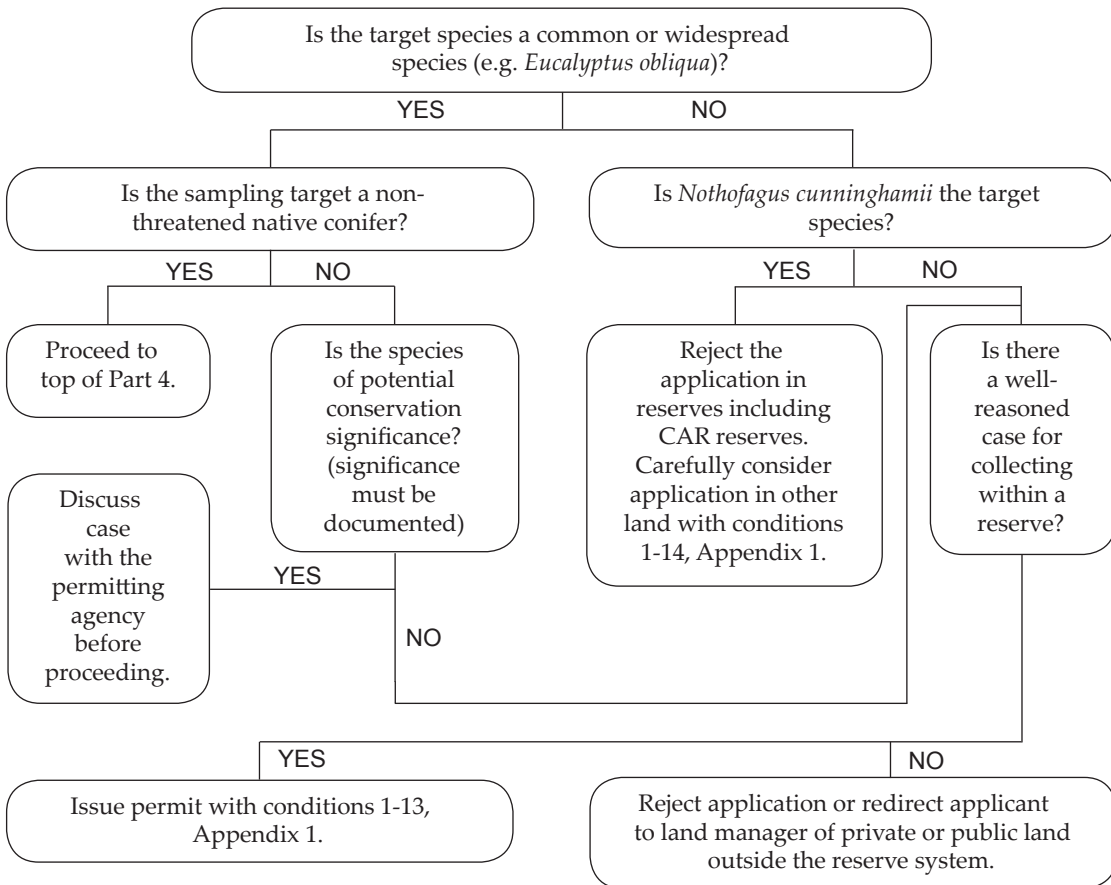 Is the target species a common or widespread
species (e.g. Eucalyptus obliqua)?
YES
NO
Is the sampling target a non-
threatened native conifer?
Is Nothofagus cunninghamii the target
species?
YES
NO
YES
NO
Proceed to
top of Part 4.
Is the species
of potential
conservation
significance?
(significance
must be
documented)
Reject the
application in
reserves including
CAR reserves.
Carefully consider
application in other
land with conditions
1-14, Appendix 1.
Is there
a well-
reasoned
case for
collecting
within a
reserve?
Discuss
case
with the
permitting
agency
before
proceeding.
YES
NO
YES
NO
Issue permit with conditions 1-13,
Appendix 1.
Reject application or redirect applicant
to land manager of private or public land
outside the reserve system.